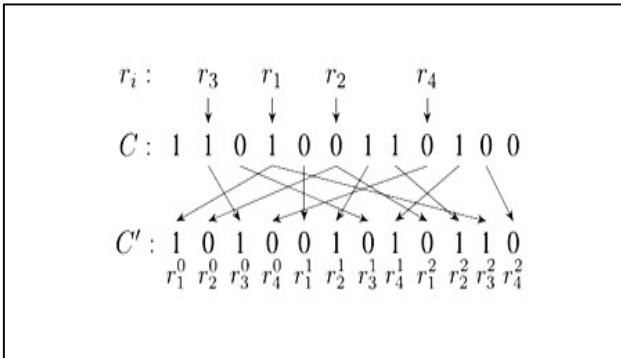 r_i : r_3 r_1 r_2 r_4
C : 1 1 0 1 0 0 1 1 0 1 0 0
C′ : 1 0 1 0 0 1 0 1 0 1 1 0
r_1^0 r_2^0 r_3^0 r_4^0 r_1^1 r_2^1 r_3^1 r_4^1 r_1^2 r_2^2 r_3^2 r_4^2